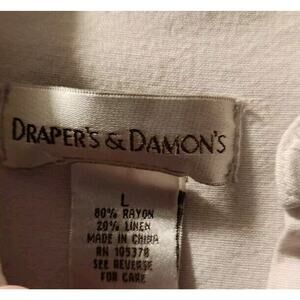 DRAPER'S & DAMON'S
L
80% RAYON
20% LINEN
MADE IN CHINA
RN 105378
SEE REVERSE
FOR CARE